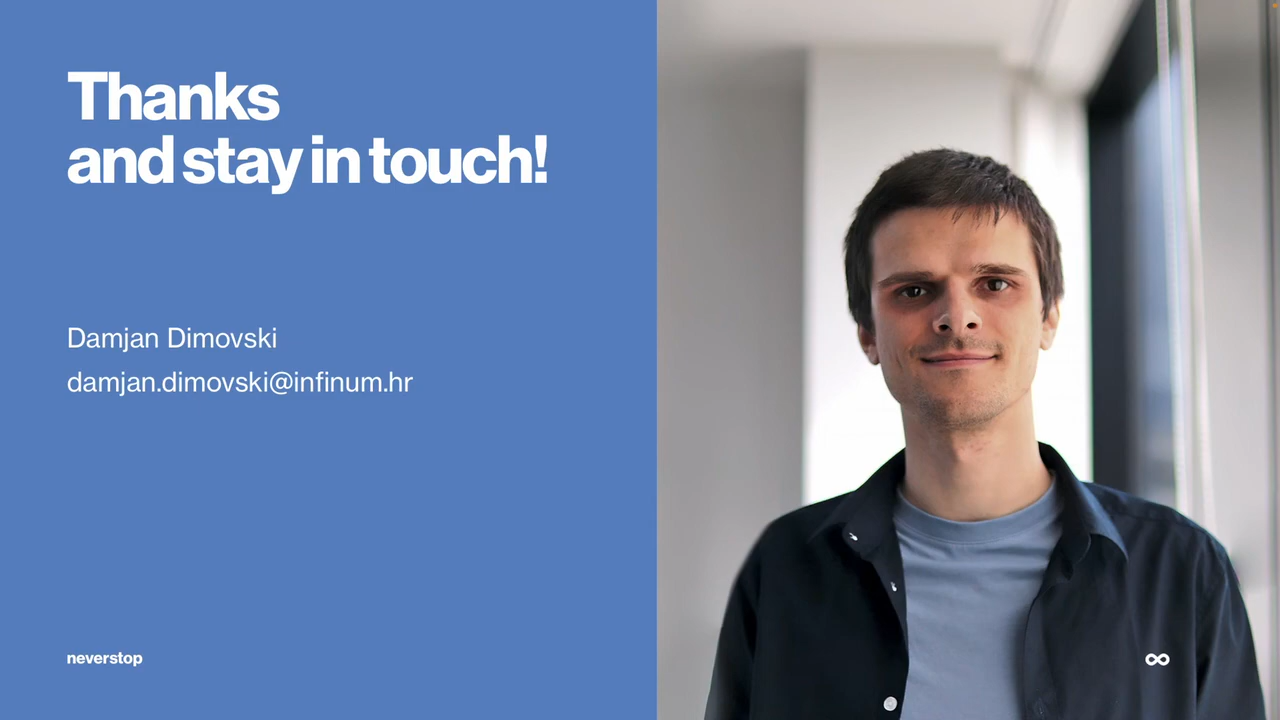 Thanks
and stay in touch!
Damjan Dimovski
damjan.dimovski@infinum.hr
neverstop